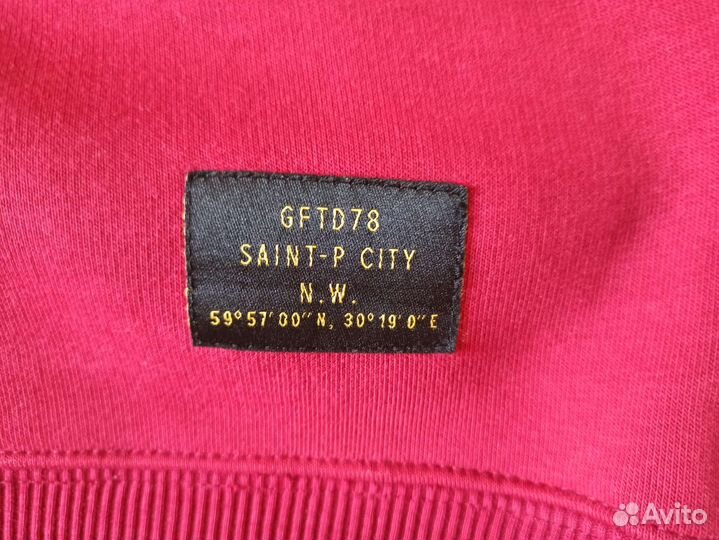 GFTD78
SAINT-P CITY
N.W.
59°57'00"N, 30°19'0"E
Avito